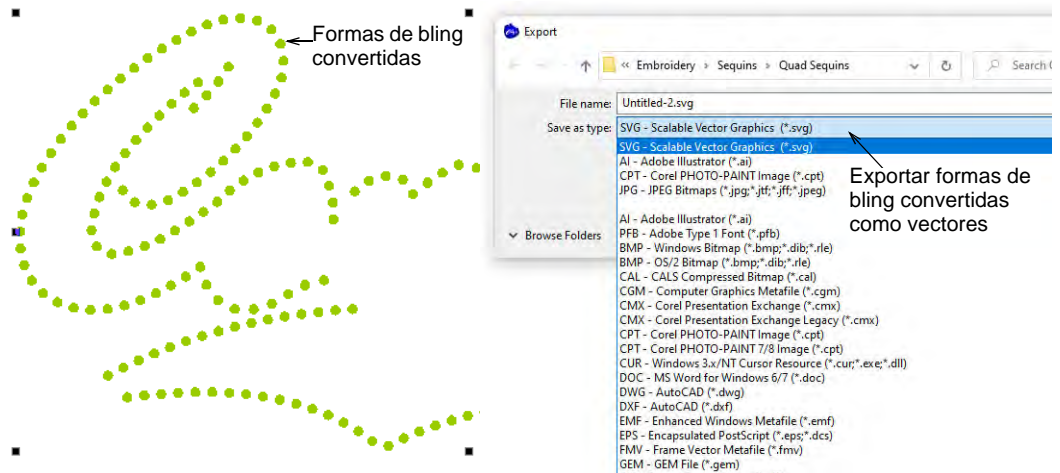 Formas de bling
convertidas
Export
« Embroidery › Sequins › Quad Sequins
Search
File name: Untitled-2.svg
Save as type: SVG - Scalable Vector Graphics (*.svg)
SVG - Scalable Vector Graphics (*.svg)
AI - Adobe Illustrator (*.ai)
CPT - Corel PHOTO-PAINT Image (*.cpt)
JPG - JPEG Bitmaps (*.jpg;*.jtf;*.jff;*.jpeg)
Exportar formas de
bling convertidas
como vectores
Browse Folders
AI - Adobe Illustrator (*.ai)
PFB - Adobe Type 1 Font (*.pfb)
BMP - Windows Bitmap (*.bmp;*.dib;*.rle)
BMP - OS/2 Bitmap (*.bmp;*.dib;*.rle)
CAL - CALS Compressed Bitmap (*.cal)
CGM - Computer Graphics Metafile (*.cgm)
CMX - Corel Presentation Exchange (*.cmx)
CMX - Corel Presentation Exchange Legacy (*.cmx)
CPT - Corel PHOTO-PAINT Image (*.cpt)
CPT - Corel PHOTO-PAINT 7/8 Image (*.cpt)
CUR - Windows 3.x/NT Cursor Resource (*.cur;*.exe;*.dll)
DOC - MS Word for Windows 6/7 (*.doc)
DWG - AutoCAD (*.dwg)
DXF - AutoCAD (*.dxf)
EMF - Enhanced Windows Metafile (*.emf)
EPS - Encapsulated PostScript (*.eps;*.dcs)
FMV - Frame Vector Metafile (*.fmv)
GEM - GEM File (*.gem)